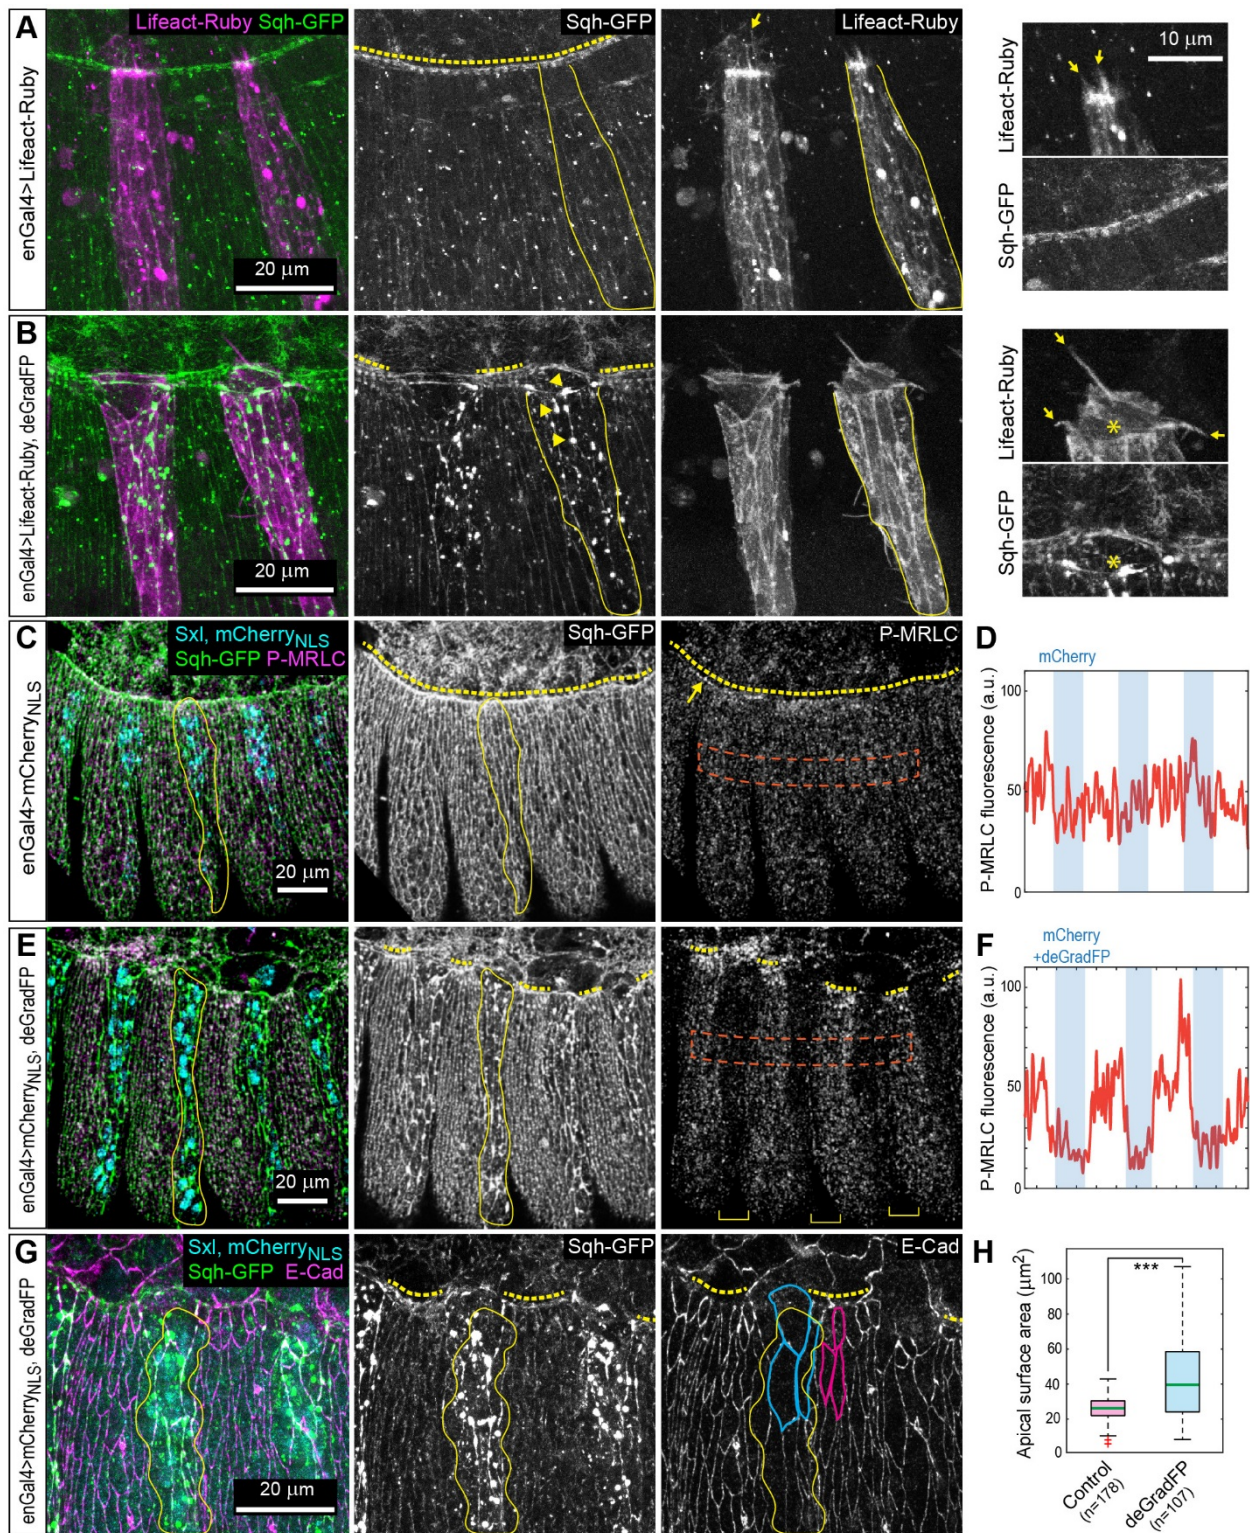 A
enGal4>Lifeact-Ruby
Lifeact-Ruby Sqh-GFP
20 µm
Sqh-GFP
Lifeact-Ruby
Lifeact-Ruby
10 µm
Sqh-GFP
B
enGal4>Lifeact-Ruby, deGradFP
20 µm
Lifeact-Ruby
*
Sqh-GFP
*
C
enGal4>mCherryNLS
Sxl, mCherryNLS
Sqh-GFP P-MRLC
20 µm
Sqh-GFP
P-MRLC
D
mCherry
P-MRLC fluorescence (a.u.)
100
50
0
E
enGal4>mCherryNLS, deGradFP
20 µm
F
mCherry
+deGradFP
P-MRLC fluorescence (a.u.)
100
50
0
G
enGal4>mCherryNLS, deGradFP
Sxl, mCherryNLS
Sqh-GFP E-Cad
20 µm
Sqh-GFP
E-Cad
H
Apical surface area (µm²)
100
80
60
40
20
0
***
Control
(n=178)
deGradFP
(n=107)